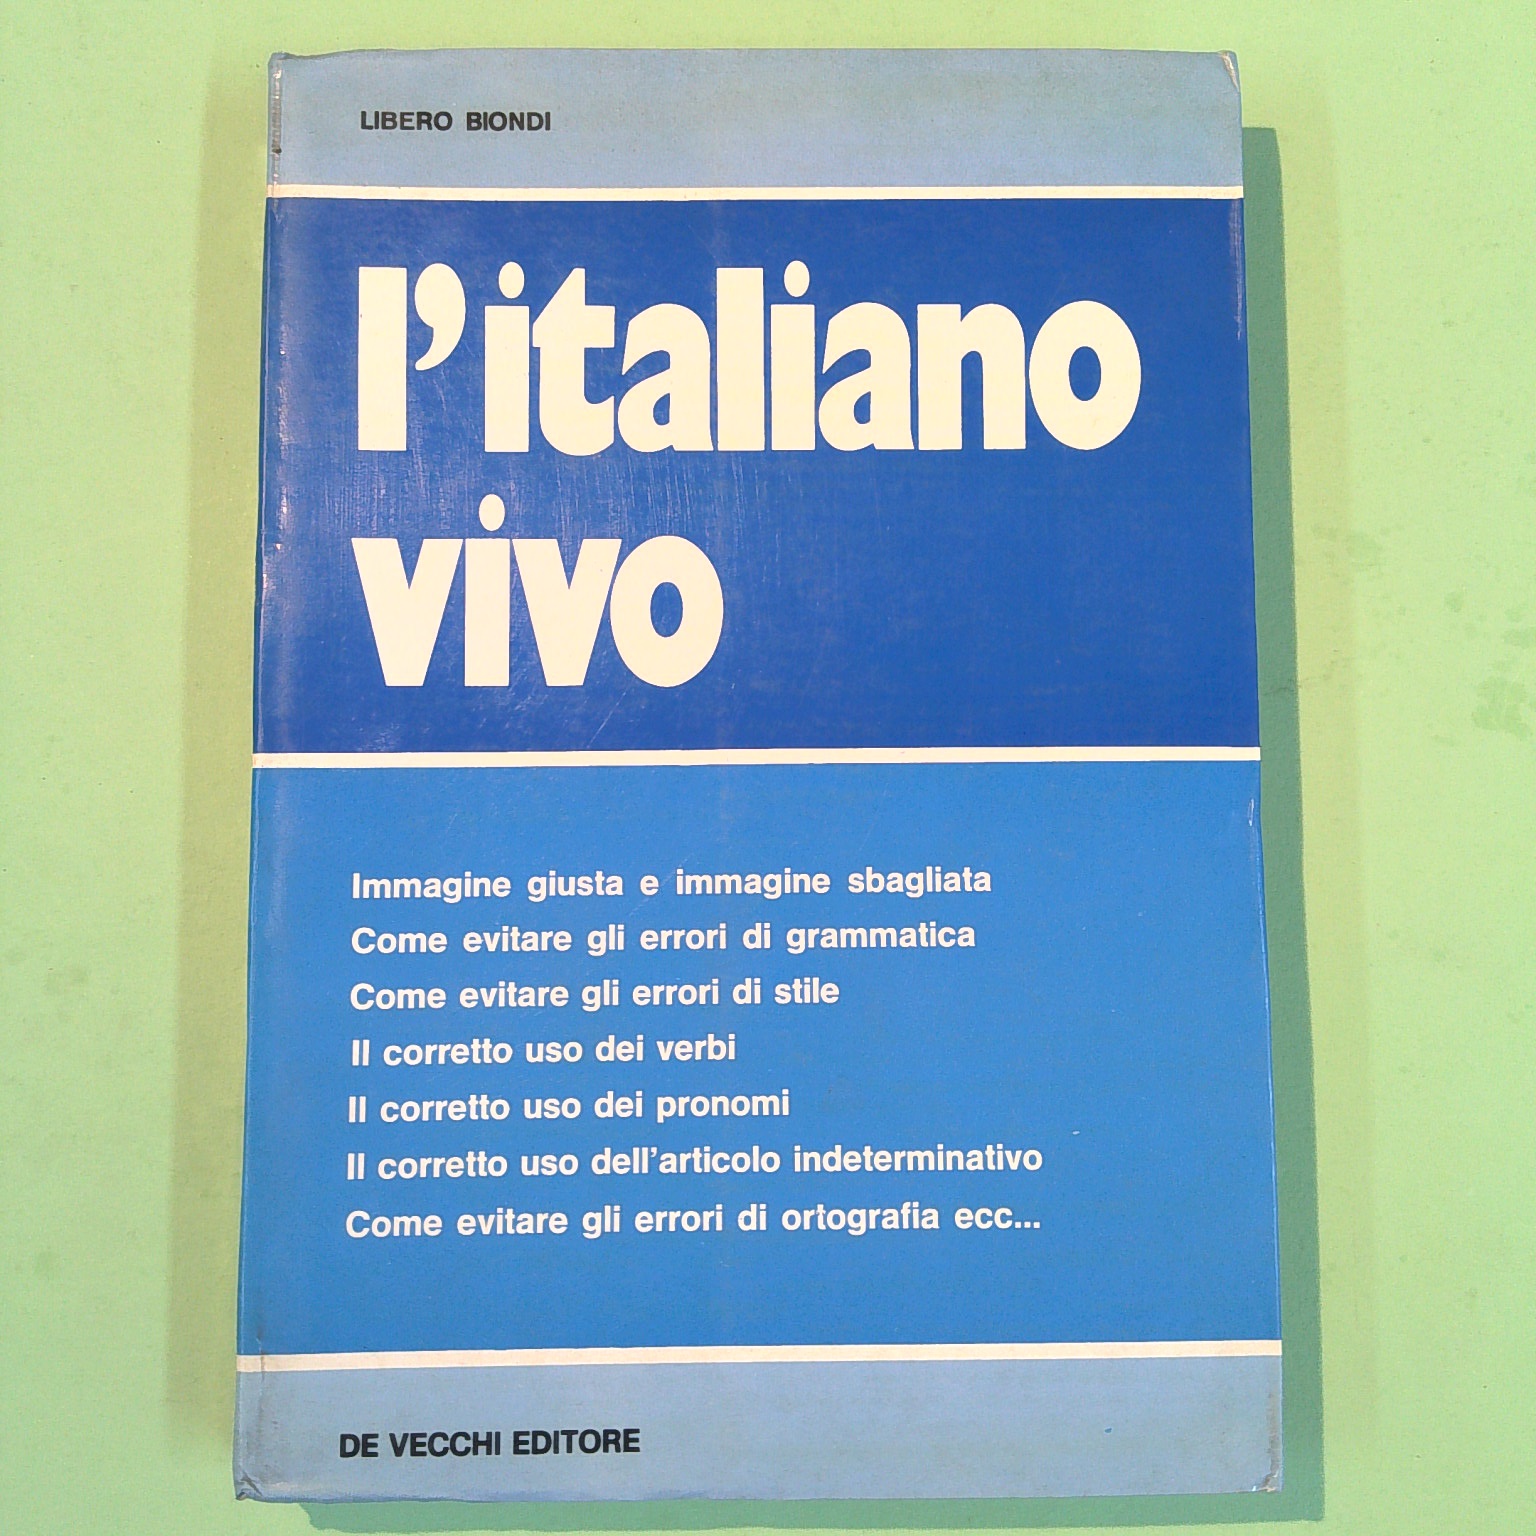 LIBERO BIONDI
l'italiano
vivo
Immagine giusta e immagine sbagliata
Come evitare gli errori di grammatica
Come evitare gli errori di stile
Il corretto uso dei verbi
Il corretto uso dei pronomi
Il corretto uso dell'articolo indeterminativo
Come evitare gli errori di ortografia ecc...
DE VECCHI EDITORE